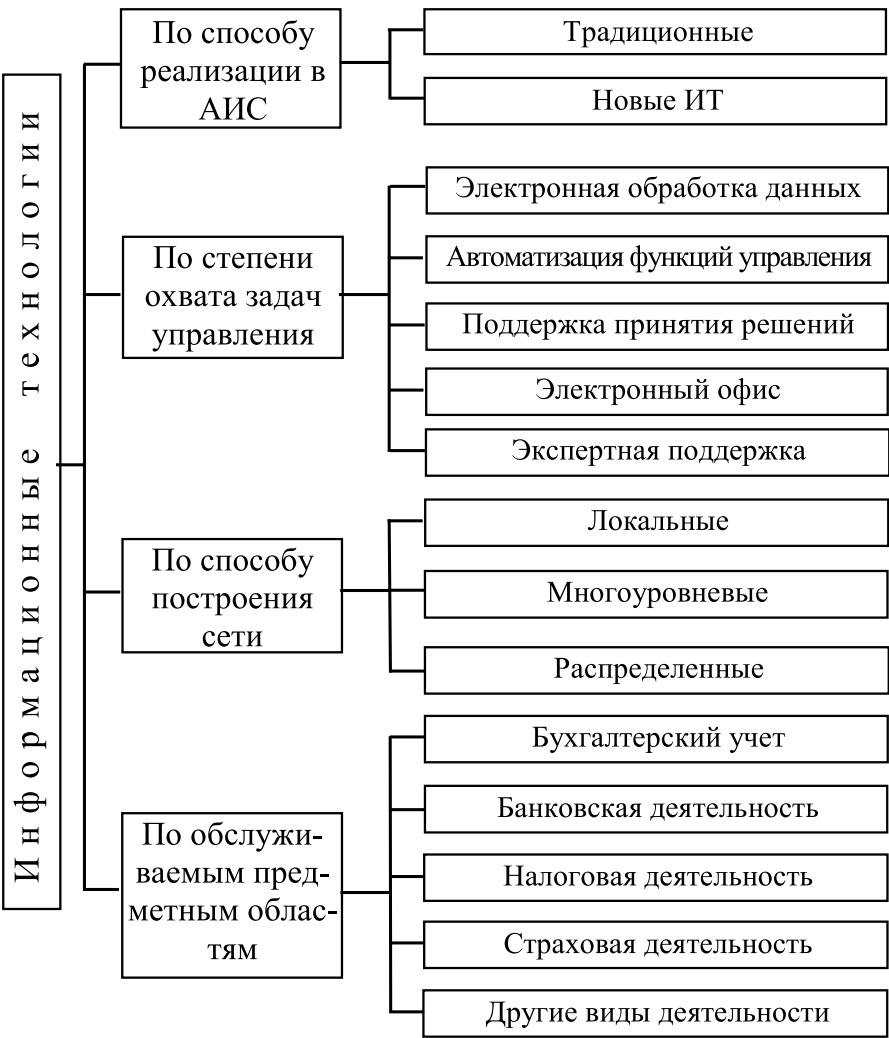 Информационные технологии
По способу
реализации в
АИС
Традиционные
Новые ИТ
По степени
охвата задач
управления
Электронная обработка данных
Автоматизация функций управления
Поддержка принятия решений
Электронный офис
Экспертная поддержка
По способу
построения
сети
Локальные
Многоуровневые
Распределенные
По обслужи-
ваемым пред-
метным облас-
тям
Бухгалтерский учет
Банковская деятельность
Налоговая деятельность
Страховая деятельность
Другие виды деятельности